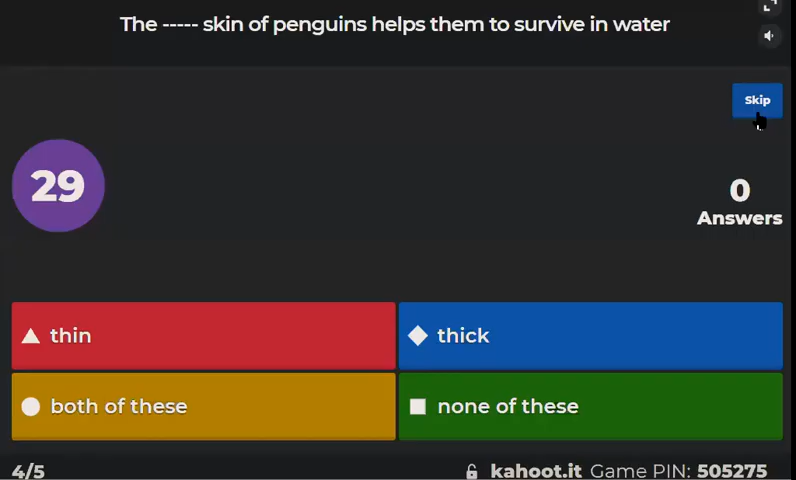 The ----- skin of penguins helps them to survive in water
Skip
29
0
Answers
thin
thick
both of these
none of these
4/5
kahoot.it Game PIN: 505275